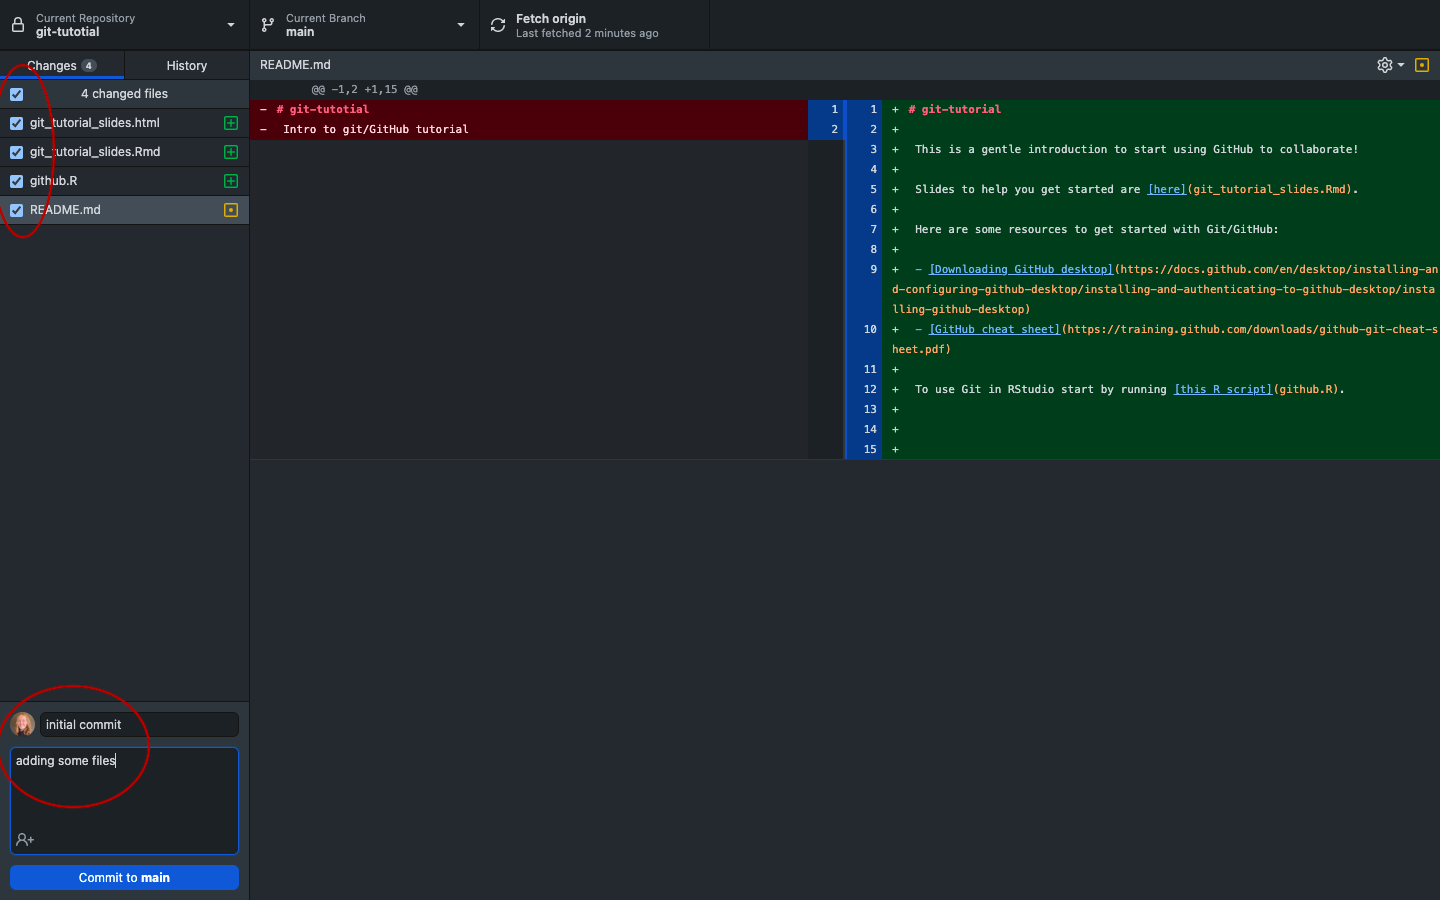 Current Repository
git-tutotial
Current Branch
main
Fetch origin
Last fetched 2 minutes ago
Changes 4
History
README.md
4 changed files
git_tutorial_slides.html
git_tutorial_slides.Rmd
github.R
README.md
@@ -1,2 +1,15 @@
- # git-tutotial 1
- Intro to git/GitHub tutorial 2
1 + # git-tutorial
2 +
3 + This is a gentle introduction to start using GitHub to collaborate!
4 +
5 + Slides to help you get started are [here](git_tutorial_slides.Rmd).
6 +
7 + Here are some resources to get started with Git/GitHub:
8 +
9 + - [Downloading GitHub desktop](https://docs.github.com/en/desktop/installing-an
d-configuring-github-desktop/installing-and-authenticating-to-github-desktop/insta
lling-github-desktop)
10 + - [GitHub cheat sheet](https://training.github.com/downloads/github-git-cheat-s
heet.pdf)
11 +
12 + To use Git in RStudio start by running [this R script](github.R).
13 +
14 +
15 +
initial commit
adding some files
Commit to main